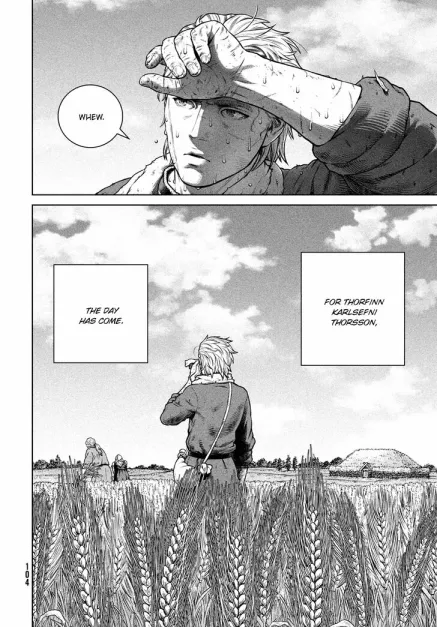 WHEW.
FOR THORFINN
KARLSEFNI
THORSSON,
THE DAY
HAS COME.
104